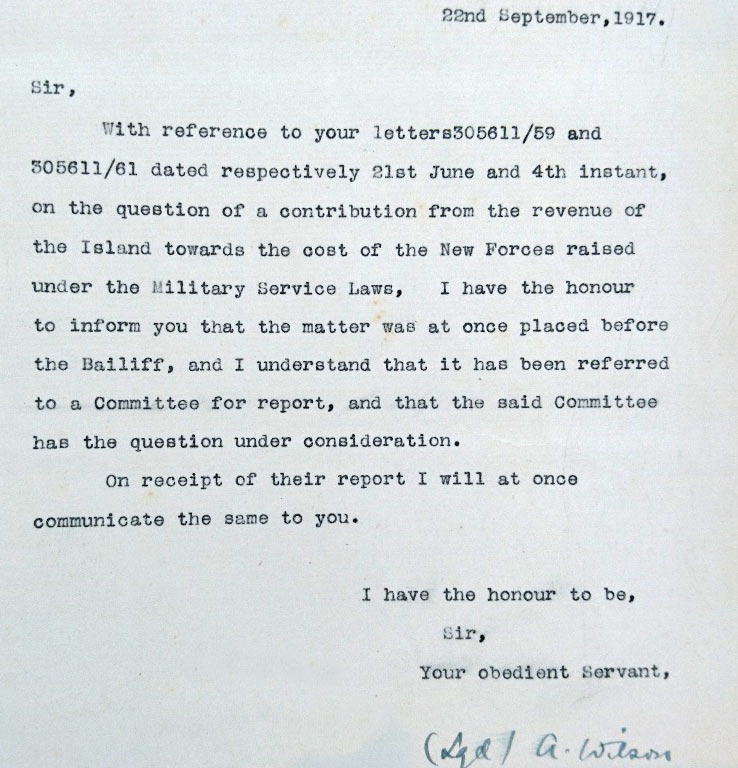 22nd September,1917.
Sir,
With reference to your letters305611/59 and
305611/61 dated respectively 21st June and 4th instant,
on the question of a contribution from the revenue of
the Island towards the cost of the New Forces raised
under the Military Service Laws, I have the honour
to inform you that the matter was at once placed before
the Bailiff, and I understand that it has been referred
to a Committee for report, and that the said Committee
has the question under consideration.
On receipt of their report I will at once
communicate the same to you.
I have the honour to be,
Sir,
Your obedient Servant,
(Sgd) A. Wilson